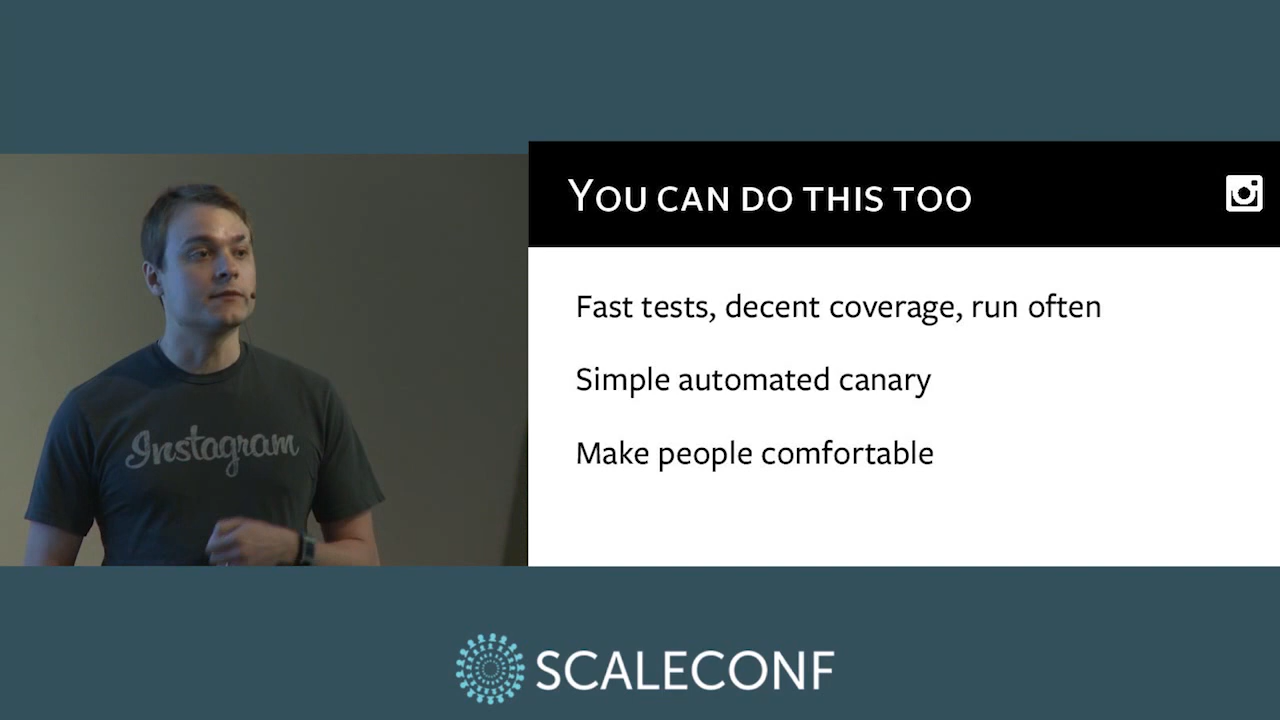 You can do this too
Fast tests, decent coverage, run often
Simple automated canary
Make people comfortable
Instagram
SCALECONF